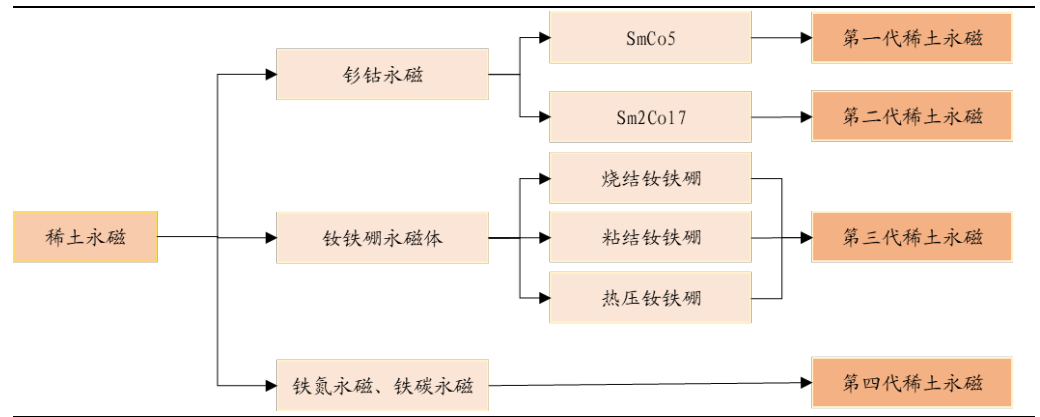 稀土永磁
钐钴永磁
SmCo5
第一代稀土永磁
Sm2Co17
第二代稀土永磁
钕铁硼永磁体
烧结钕铁硼
粘结钕铁硼
热压钕铁硼
第三代稀土永磁
铁氮永磁、铁碳永磁
第四代稀土永磁